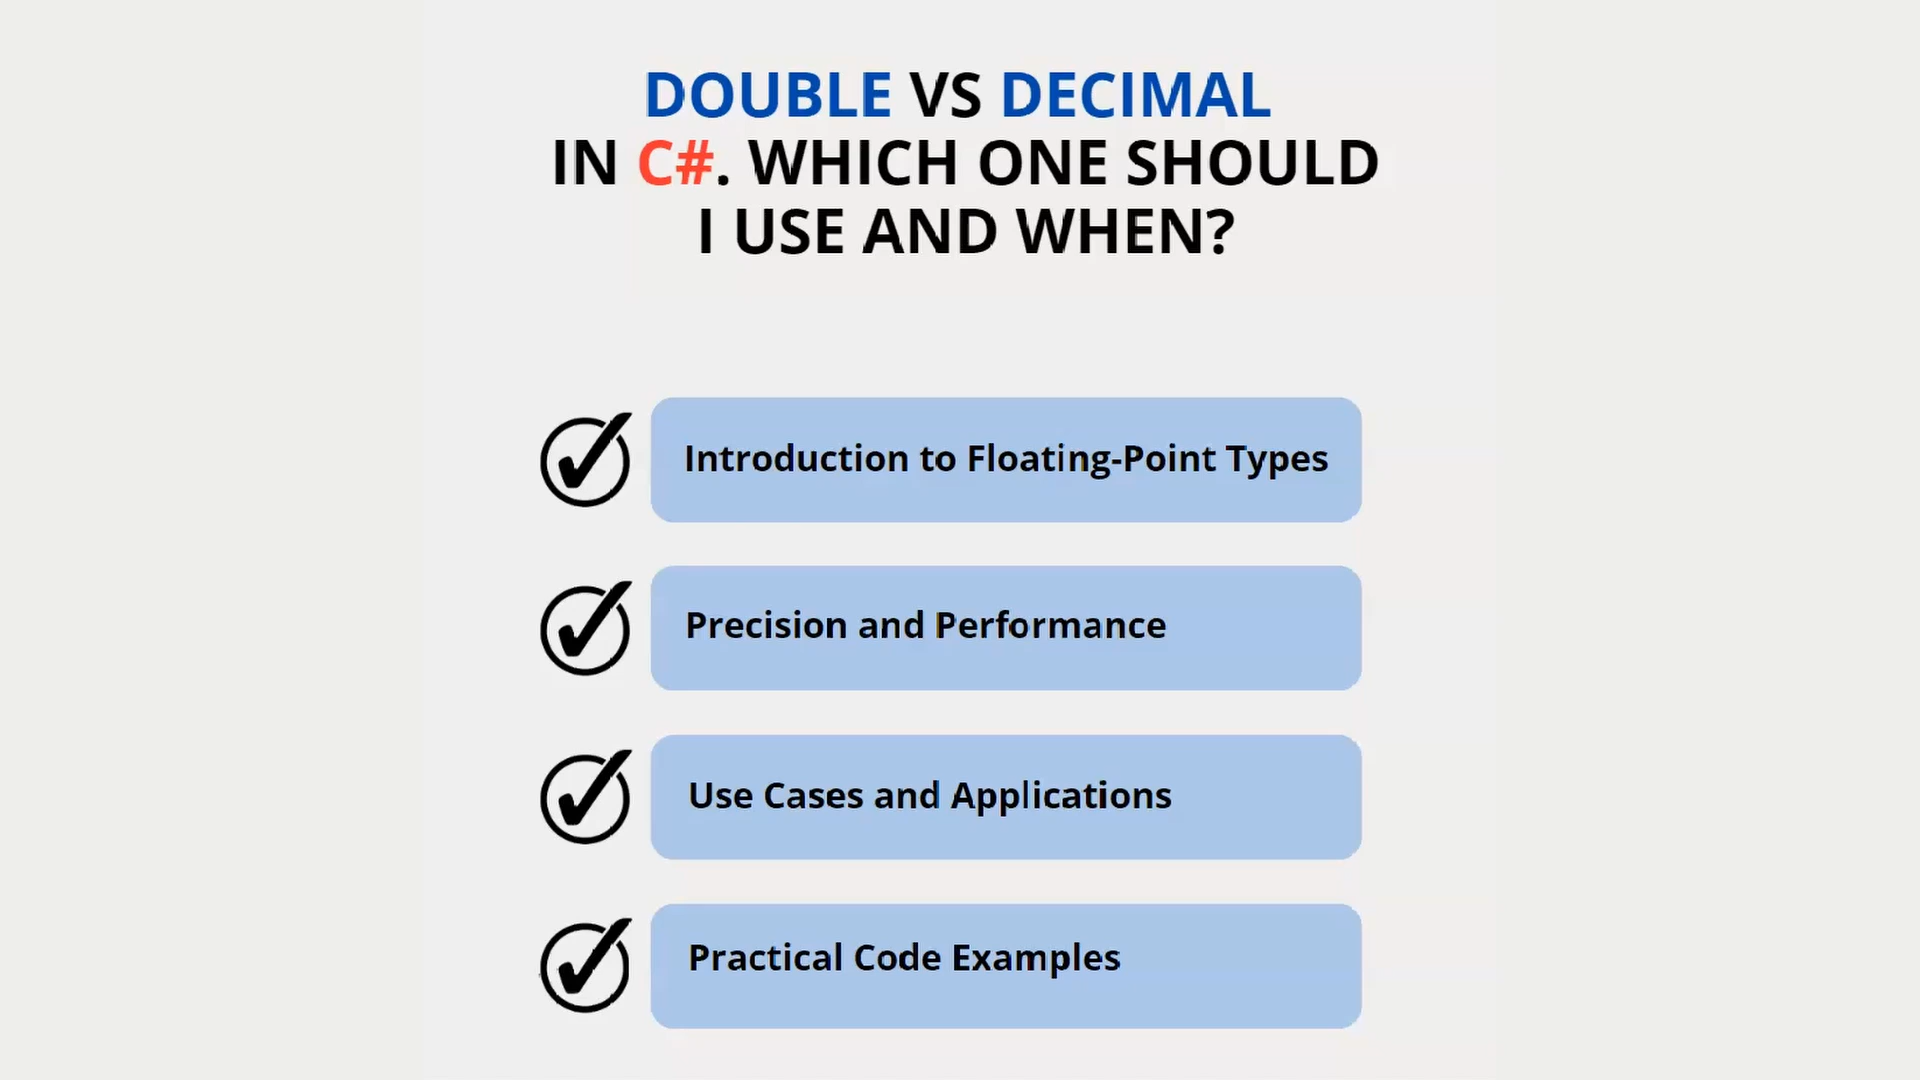 DOUBLE VS DECIMAL
IN C#. WHICH ONE SHOULD
I USE AND WHEN?
Introduction to Floating-Point Types
Precision and Performance
Use Cases and Applications
Practical Code Examples